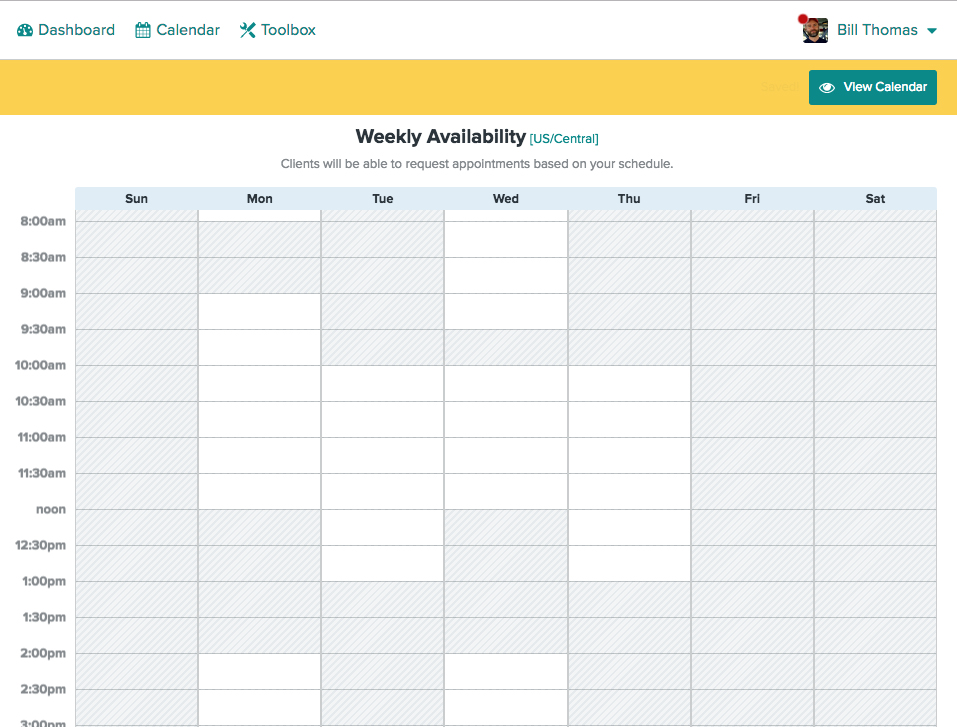 Dashboard Calendar Toolbox Bill Thomas
View Calendar
Weekly Availability [US/Central]
Clients will be able to request appointments based on your schedule.
Sun Mon Tue Wed Thu Fri Sat
8:00am
8:30am
9:00am
9:30am
10:00am
10:30am
11:00am
11:30am
noon
12:30pm
1:00pm
1:30pm
2:00pm
2:30pm
3:00pm